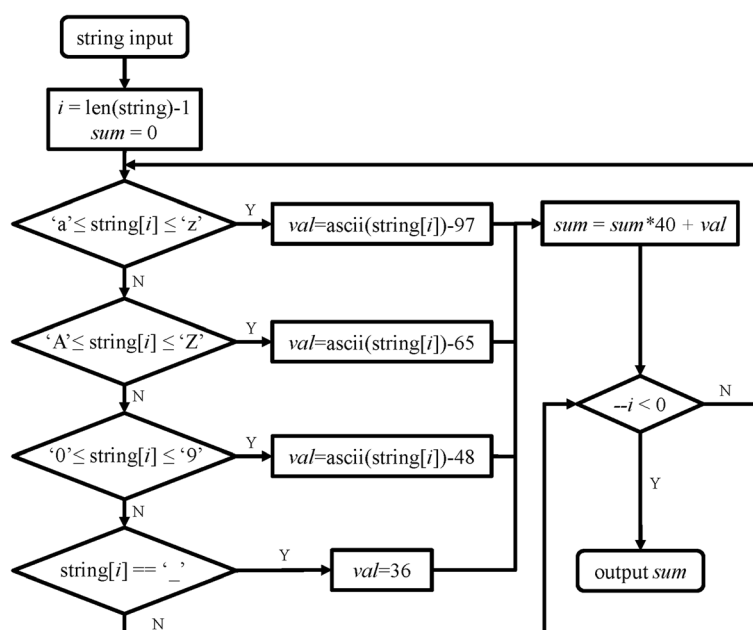 string input
i = len(string)-1
sum = 0
‘a’≤ string[i] ≤ ‘z’
Y
val=ascii(string[i])-97
sum = sum*40 + val
N
‘A’≤ string[i] ≤ ‘Z’
Y
val=ascii(string[i])-65
N
--i < 0
N
‘0’≤ string[i] ≤ ‘9’
Y
val=ascii(string[i])-48
Y
N
string[i] == ‘_’
Y
val=36
output sum
N